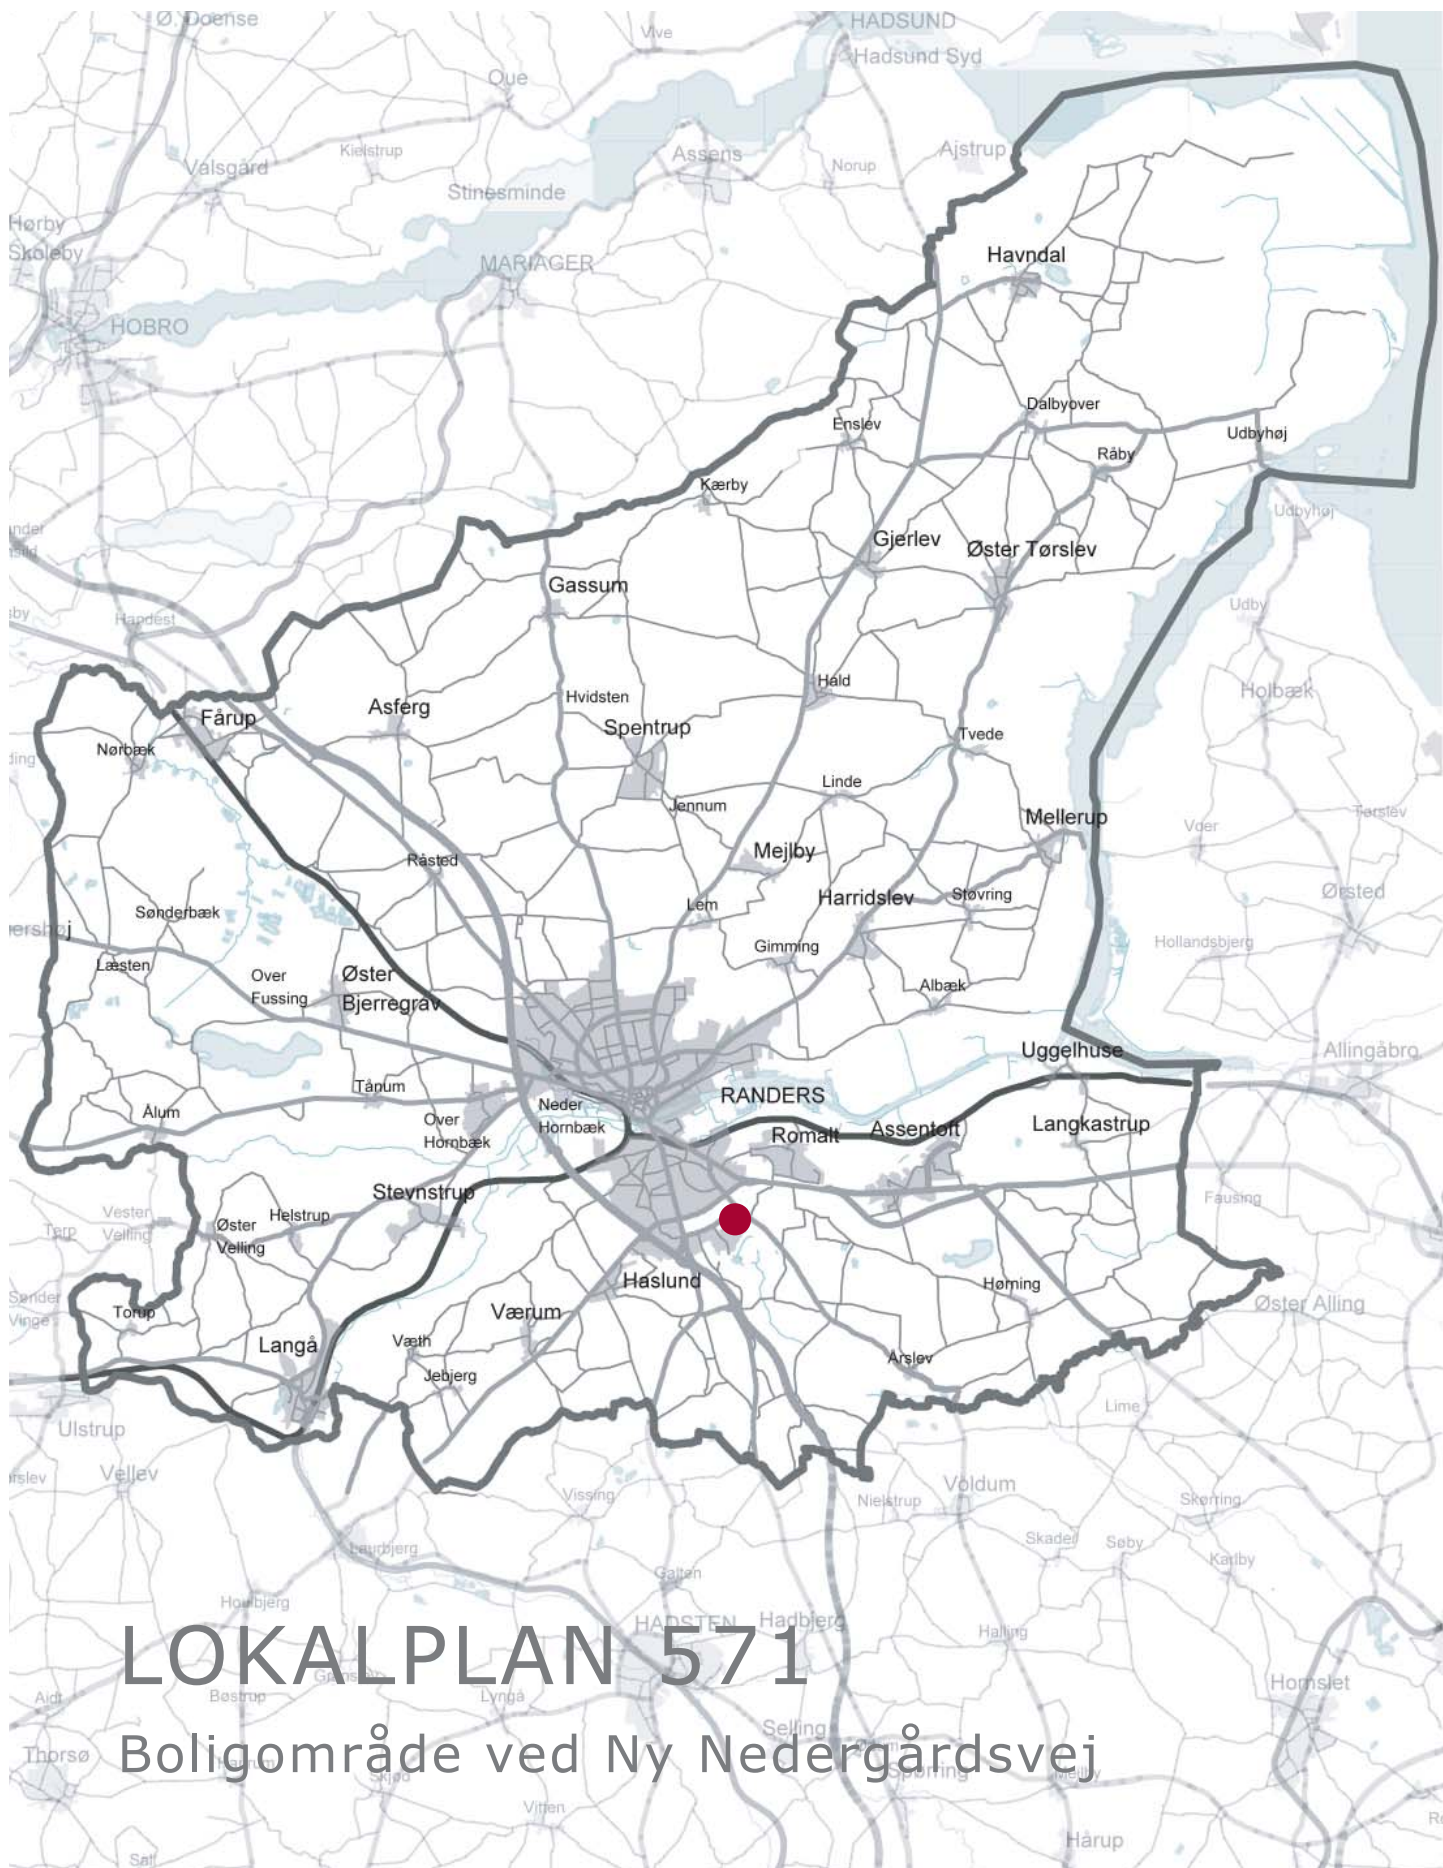 Ø. Doense
HADSUND
Vive
Hadsund Syd
Que
Kielstrup
Assens
Ajstrup
Valsgård
Norup
Stinesminde
Hørby
Skoleby
Havndal
MARIAGER
HOBRO
Dalbyover
Enslev
Udbyhøj
Råby
Kærby
Udbyhøj
Gjerlev
Øster Tørslev
Gassum
Udby
Handest
Hald
Holbæk
Hvidsten
Asferg
Fårup
Spentrup
Tvede
Nørbæk
Linde
Jennum
Mellerup
Tørslev
Voer
Mejlby
Råsted
Ørsted
Støvring
Harridslev
Lem
Sønderbæk
ershøj
Hollandsbjerg
Gimming
Læsten
Øster
Bjerregrav
Over
Fussing
Albæk
Uggelhuse
Allingåbro
Tånum
RANDERS
Neder
Hornbæk
Ålum
Over
Hornbæk
Romalt
Assentoft
Langkastrup
Stevnstrup
Fausing
Vester
Velling
Helstrup
Øster
Velling
Terp
Haslund
Hørning
Sønder
Vinge
Torup
Værum
Øster Alling
Langå
Væth
Årslev
Jebjerg
Lime
Ulstrup
Vellev
Voldum
Vissing
Nielstrup
Skørring
Skader
Søby
Laurbjerg
Karlby
Galten
Houlbjerg
HADSTEN
Hadbjerg
Halling
LOKALPLAN 571
Hornslet
Aidt
Bøstrup
Lyngå
Selling
Boligområde ved Ny Nedergårdsvej
Thorsø
Skjød
Spørring
Mejlby
Vitten
Hårup
Sall